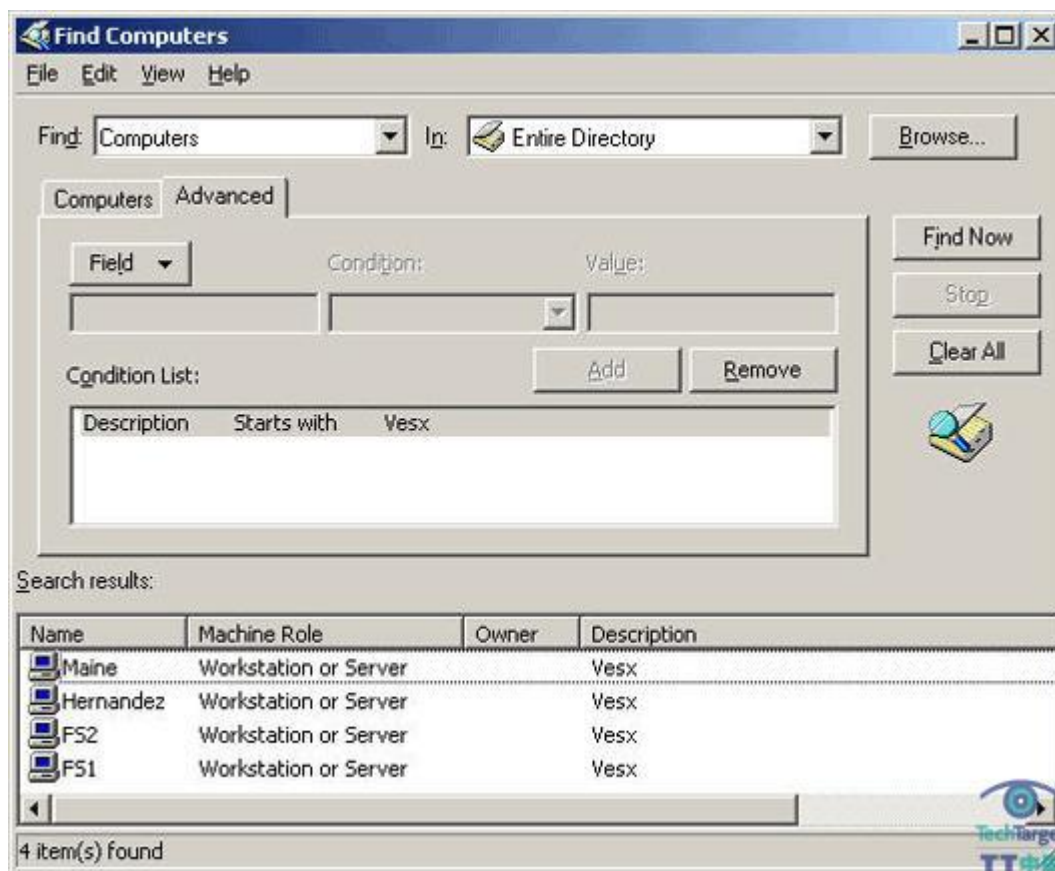 Find Computers
File Edit View Help
Find: Computers In: Entire Directory Browse...
Computers Advanced
Field Condition: Value:
Find Now
Stop
Clear All
Condition List: Add Remove
Description Starts with Vesx
Search results:
Name Machine Role Owner Description
Maine Workstation or Server Vesx
Hernandez Workstation or Server Vesx
FS2 Workstation or Server Vesx
FS1 Workstation or Server Vesx
4 item(s) found
TechTarge